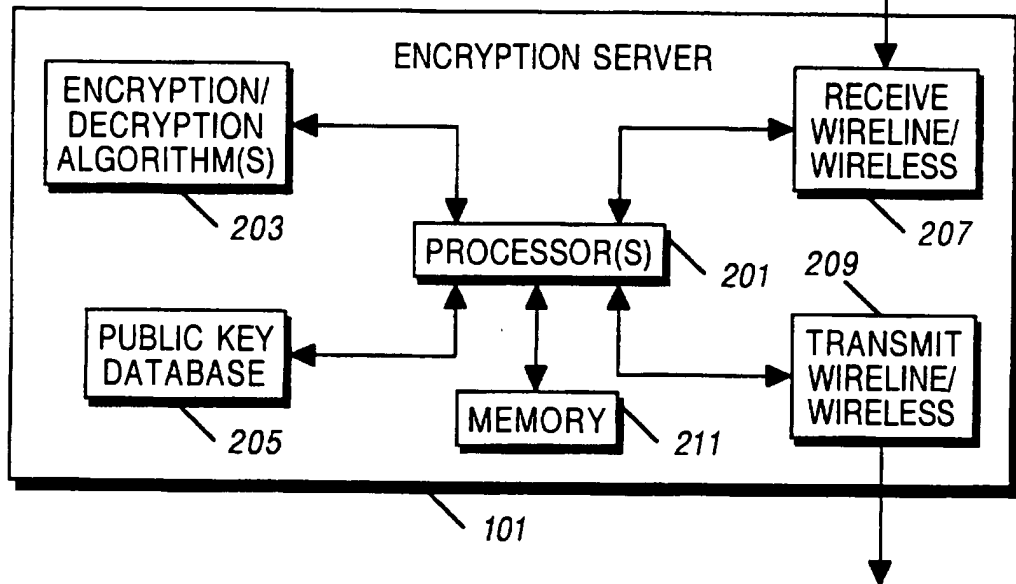 ENCRYPTION SERVER
ENCRYPTION/
DECRYPTION
ALGORITHM(S)
203
RECEIVE
WIRELINE/
WIRELESS
207
PROCESSOR(S)
201
209
PUBLIC KEY
DATABASE
205
MEMORY
211
TRANSMIT
WIRELINE/
WIRELESS
101